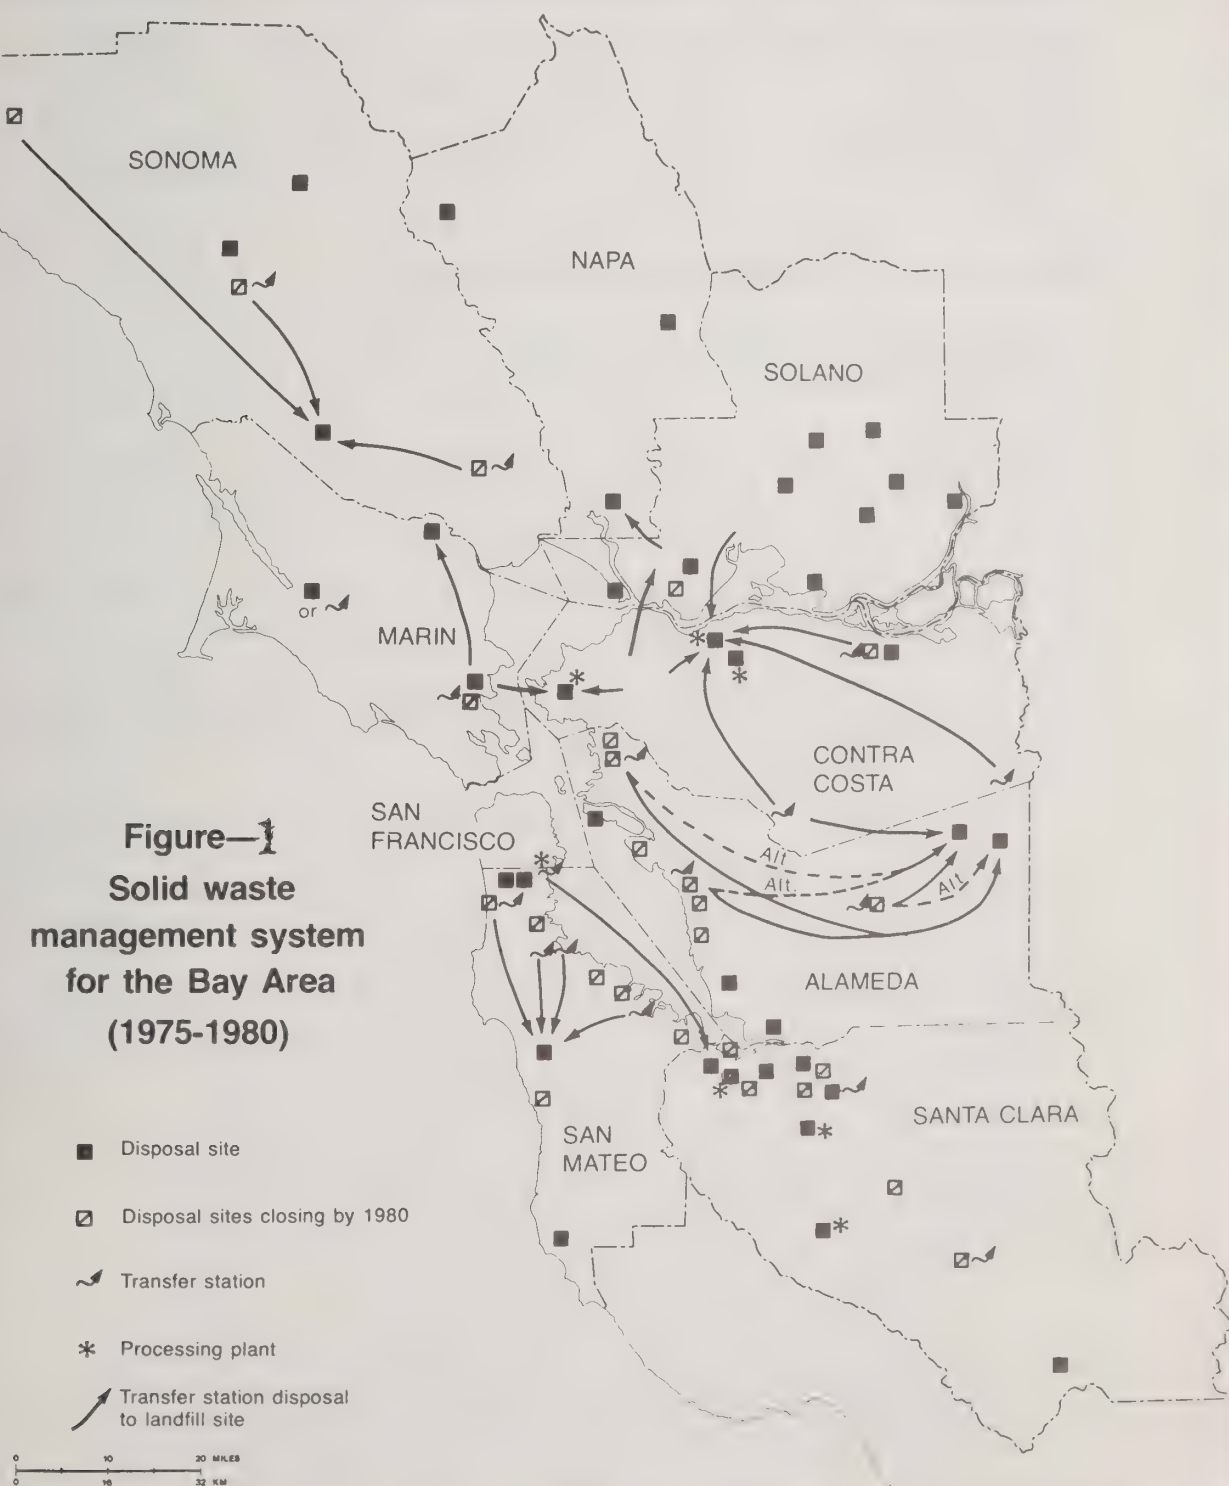 SONOMA
NAPA
SOLANO
or
MARIN
CONTRA
COSTA
SAN
FRANCISCO
Alt
Alt.
Alt
ALAMEDA
SANTA CLARA
SAN
MATEO
Figure—1
Solid waste
management system
for the Bay Area
(1975-1980)
Disposal site
Disposal sites closing by 1980
Transfer station
Processing plant
Transfer station disposal
to landfill site
0 10 20 MILES
0 16 32 KM